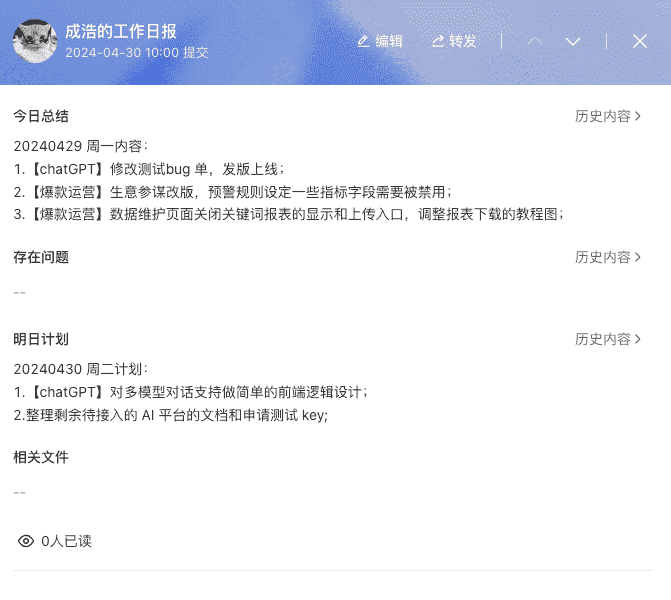 成浩的工作日报
2024-04-30 10:00 提交
编辑
转发
今日总结
历史内容
20240429 周一内容：
1.【chatGPT】修改测试bug 单，发版上线；
2.【爆款运营】生意参谋改版，预警规则设定一些指标字段需要被禁用；
3.【爆款运营】数据维护页面关闭关键词报表的显示和上传入口，调整报表下载的教程图；
存在问题
历史内容
--
明日计划
历史内容
20240430 周二计划：
1.【chatGPT】对多模型对话支持做简单的前端逻辑设计；
2.整理剩余待接入的 AI 平台的文档和申请测试 key;
相关文件
--
0人已读